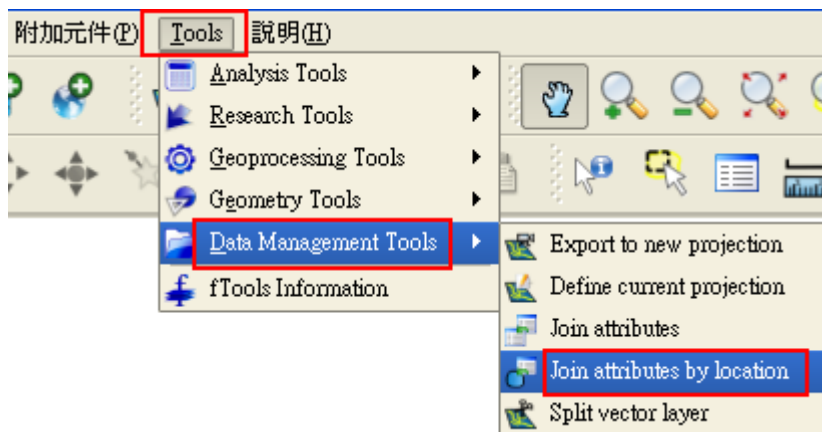 附加元件(P) Tools 說明(H)
Analysis Tools
Research Tools
Geoprocessing Tools
Geometry Tools
Data Management Tools
fTools Information
Export to new projection
Define current projection
Join attributes
Join attributes by location
Split vector layer